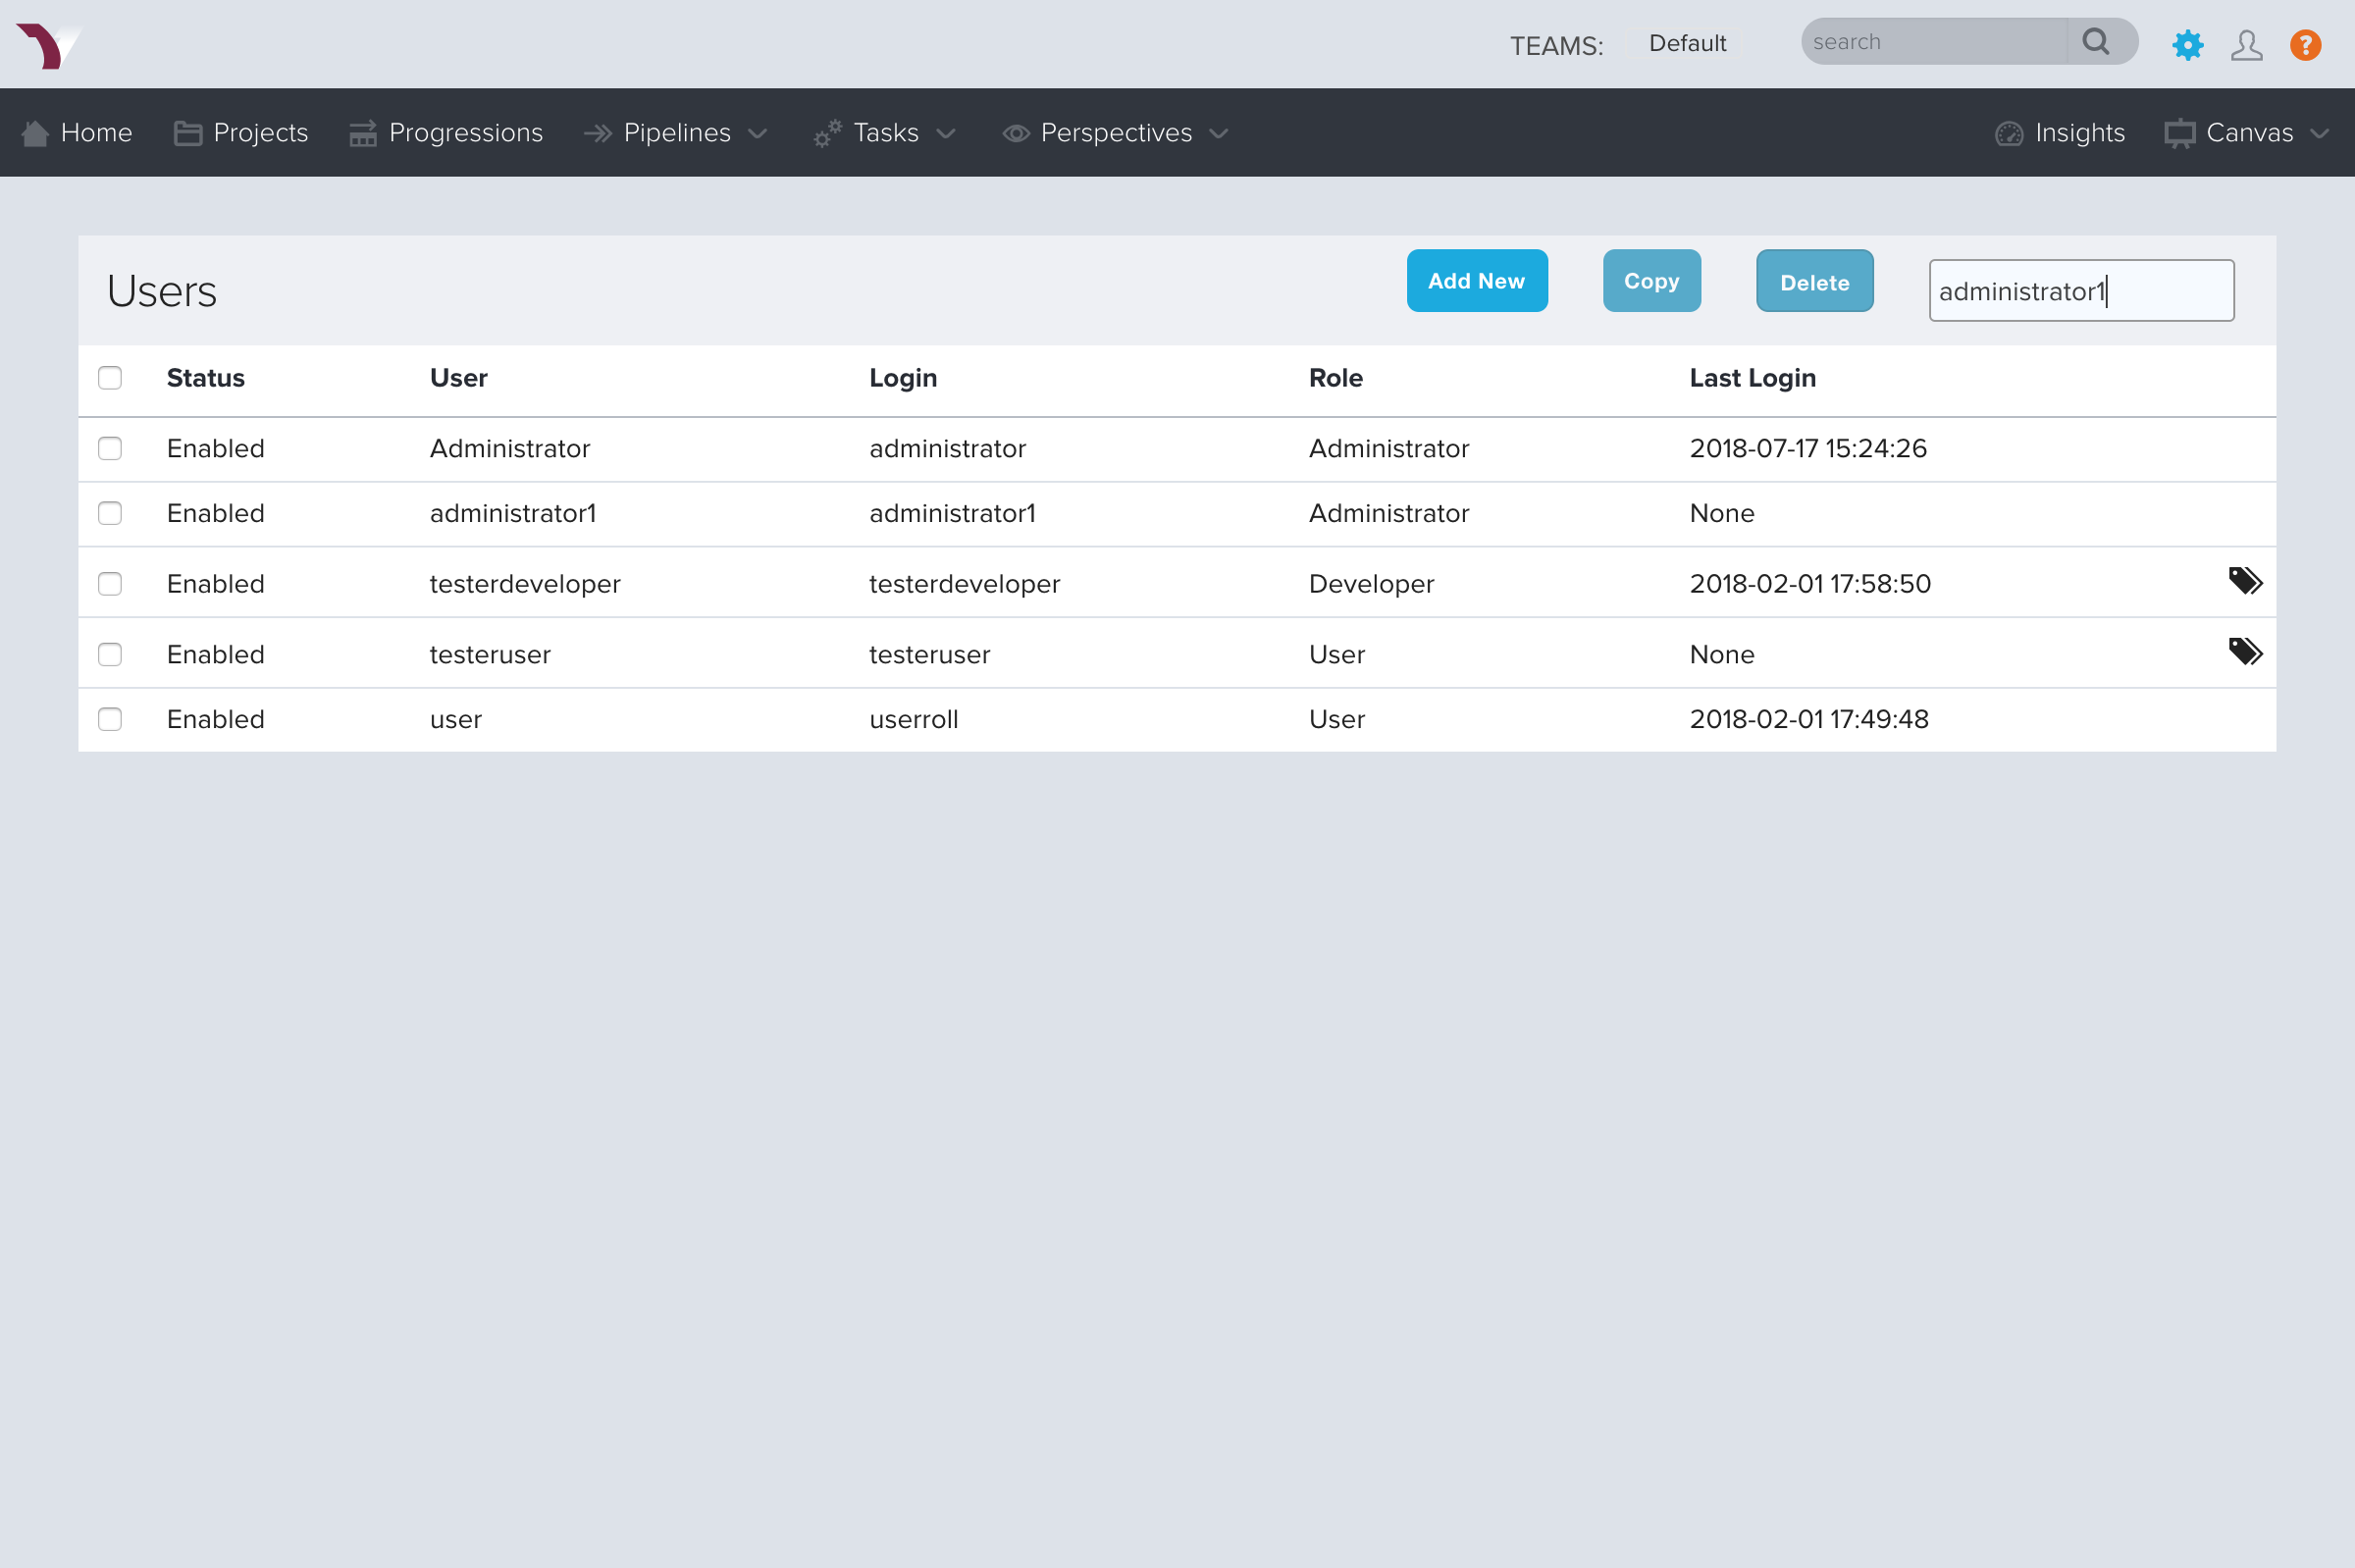 TEAMS: Default search ?
Home Projects Progressions Pipelines Tasks Perspectives Insights Canvas
Users Add New Copy Delete administrator1
Status User Login Role Last Login
Enabled Administrator administrator Administrator 2018-07-17 15:24:26
Enabled administrator1 administrator1 Administrator None
Enabled testerdeveloper testerdeveloper Developer 2018-02-01 17:58:50
Enabled testeruser testeruser User None
Enabled user userroll User 2018-02-01 17:49:48